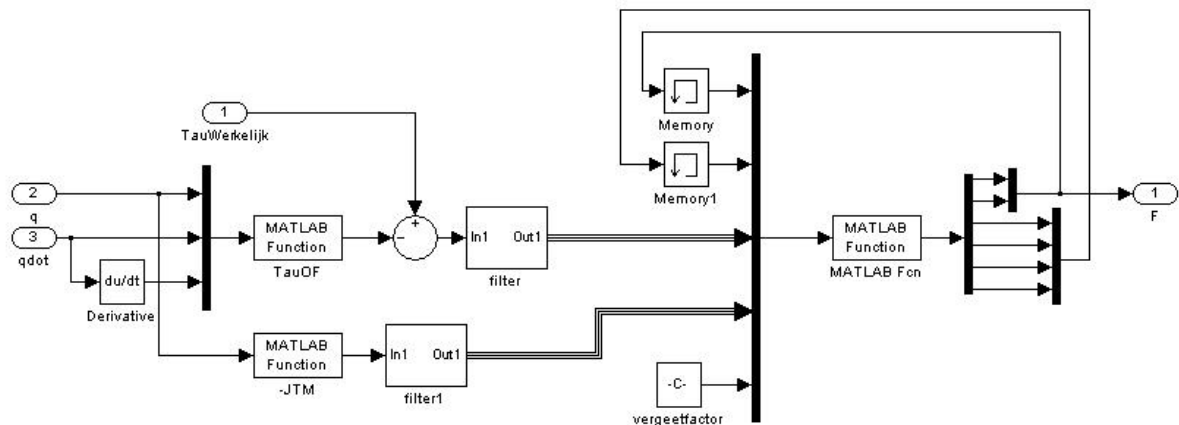 Memory
1
TauWerkelijk
Memory1
2
q
3
qdot
MATLAB
Function
TauOF
+
−
In1 Out1
filter
MATLAB
Function
MATLAB Fcn
1
F
du/dt
Derivative
MATLAB
Function
-JTM
In1 Out1
filter1
-C-
vergeetfactor